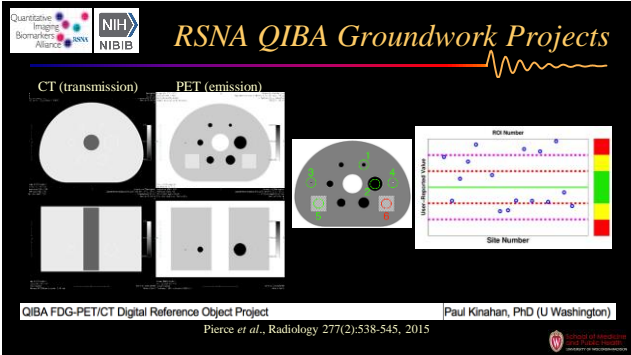 Quantitative
Imaging
Biomarkers
Alliance
RSNA
NIH
NIBIB
RSNA QIBA Groundwork Projects
CT (transmission)
PET (emission)
1
3
4
5
6
ROI Number
User-Reported Value
Site Number
QIBA FDG-PET/CT Digital Reference Object Project
Paul Kinahan, PhD (U Washington)
Pierce et al., Radiology 277(2):538-545, 2015
School of Medicine
and Public Health
UNIVERSITY OF WISCONSIN-MADISON